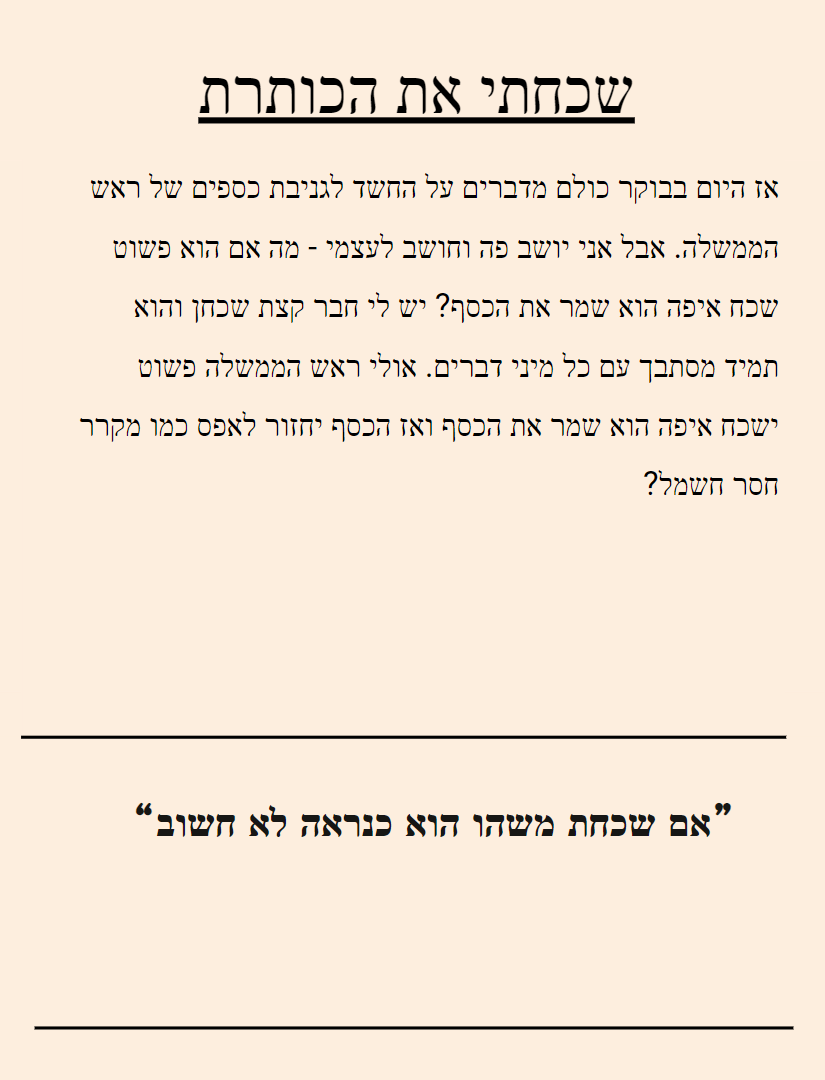 שכחתי את הכותרת
אז היום בבוקר כולם מדברים על החשד לגניבת כספים של ראש
הממשלה. אבל אני יושב פה וחושב לעצמי - מה אם הוא פשוט
שכח איפה הוא שמר את הכסף? יש לי חבר קצת שכחן והוא
תמיד מסתבך עם כל מיני דברים. אולי ראש הממשלה פשוט
ישכח איפה הוא שמר את הכסף ואז הכסף יחזור לאפס כמו מקרר
חסר חשמל?
”אם שכחת משהו הוא כנראה לא חשוב“